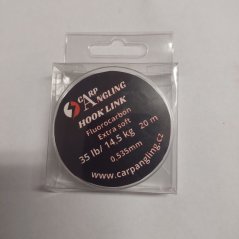 CARP
ANGLING
HOOK LINK
Fluorocarbon
Extra soft
35 lb/ 14,5 kg 20 m
0,535mm
www.carpangling.cz